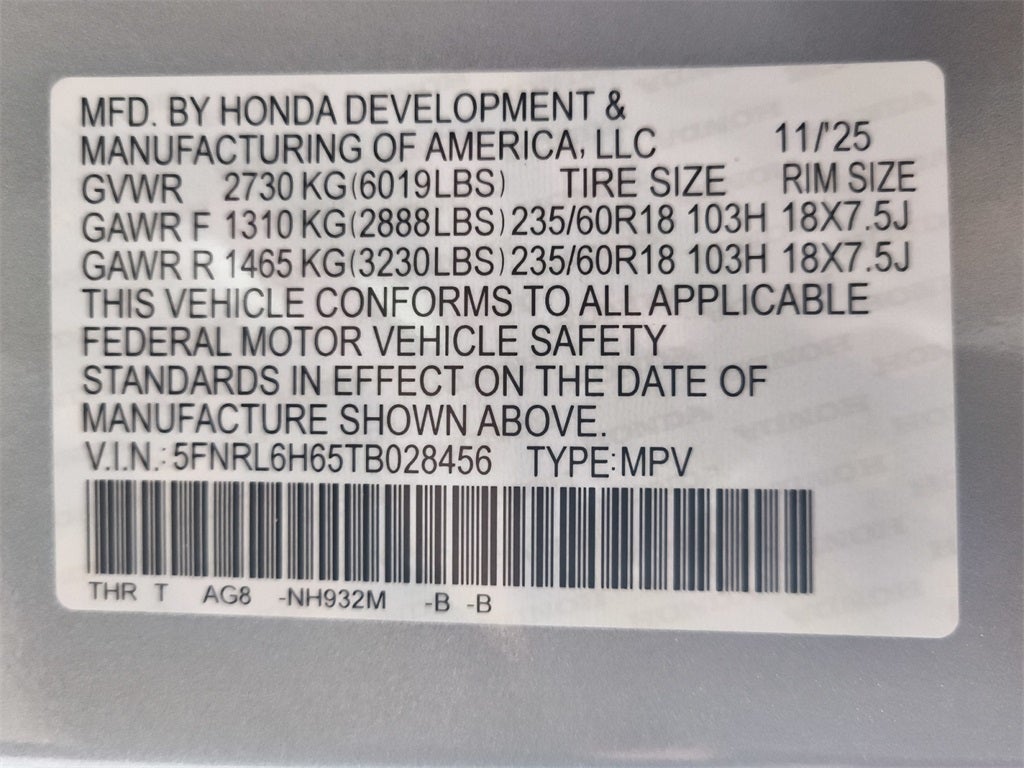 MFD. BY HONDA DEVELOPMENT &
MANUFACTURING OF AMERICA, LLC 11/'25
GVWR 2730 KG(6019LBS) TIRE SIZE RIM SIZE
GAWR F 1310 KG(2888LBS) 235/60R18 103H 18X7.5J
GAWR R 1465 KG(3230LBS) 235/60R18 103H 18X7.5J
THIS VEHICLE CONFORMS TO ALL APPLICABLE
FEDERAL MOTOR VEHICLE SAFETY
STANDARDS IN EFFECT ON THE DATE OF
MANUFACTURE SHOWN ABOVE.
V.I.N.: 5FNRL6H65TB028456 TYPE: MPV
THR T AG8 -NH932M -B -B